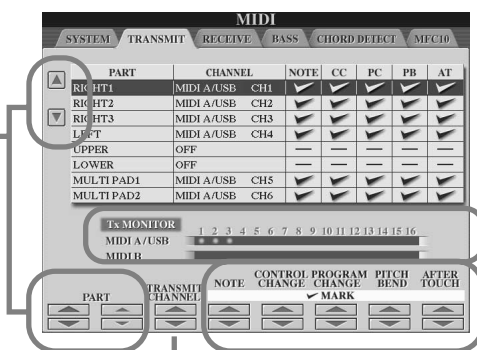 MIDI
SYSTEM TRANSMIT RECEIVE BASS CHORD DETECT MFC10
PART CHANNEL NOTE CC PC PB AT
RIGHT1 MIDI A/USB CH1
RIGHT2 MIDI A/USB CH2
RIGHT3 MIDI A/USB CH3
LEFT MIDI A/USB CH4
UPPER OFF — — — — —
LOWER OFF — — — — —
MULTI PAD1 MIDI A/USB CH5
MULTI PAD2 MIDI A/USB CH6
Tx MONITOR 1 2 3 4 5 6 7 8 9 10 11 12 13 14 15 16
MIDI A/USB
MIDI B
PART TRANSMIT CHANNEL NOTE CONTROL CHANGE PROGRAM CHANGE PITCH BEND AFTER TOUCH
✓ MARK